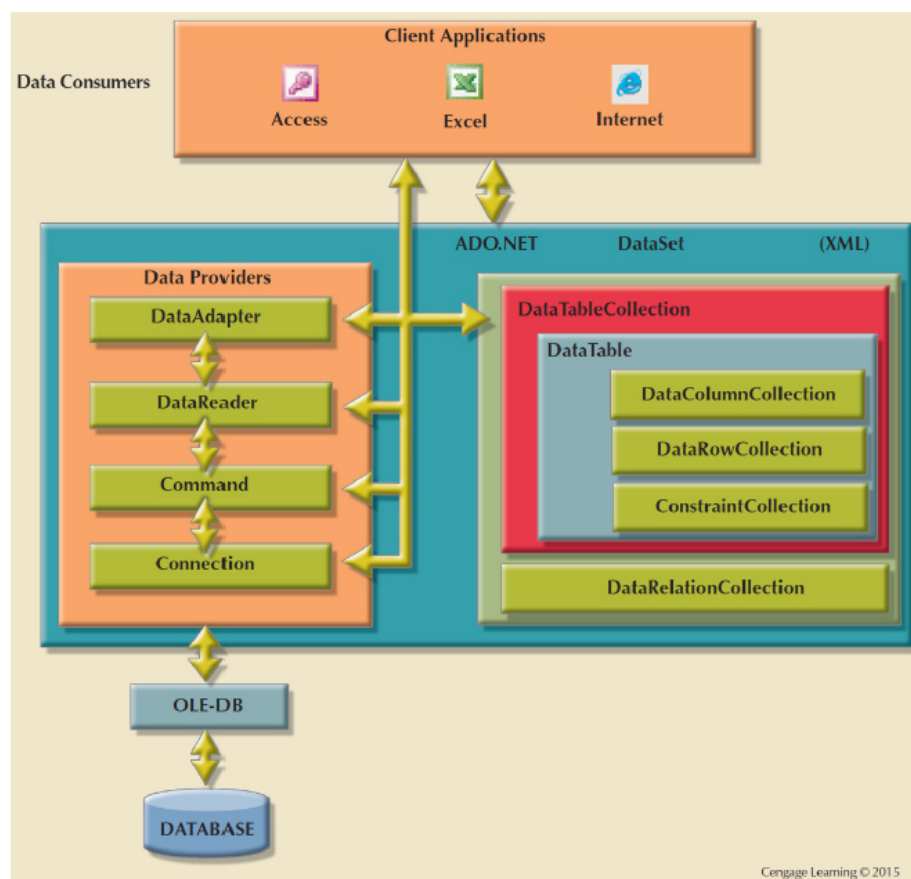 Client Applications
Data Consumers
Access
Excel
Internet
ADO.NET DataSet (XML)
Data Providers
DataAdapter
DataReader
Command
Connection
DataTableCollection
DataTable
DataColumnCollection
DataRowCollection
ConstraintCollection
DataRelationCollection
OLE-DB
DATABASE
Cengage Learning © 2015